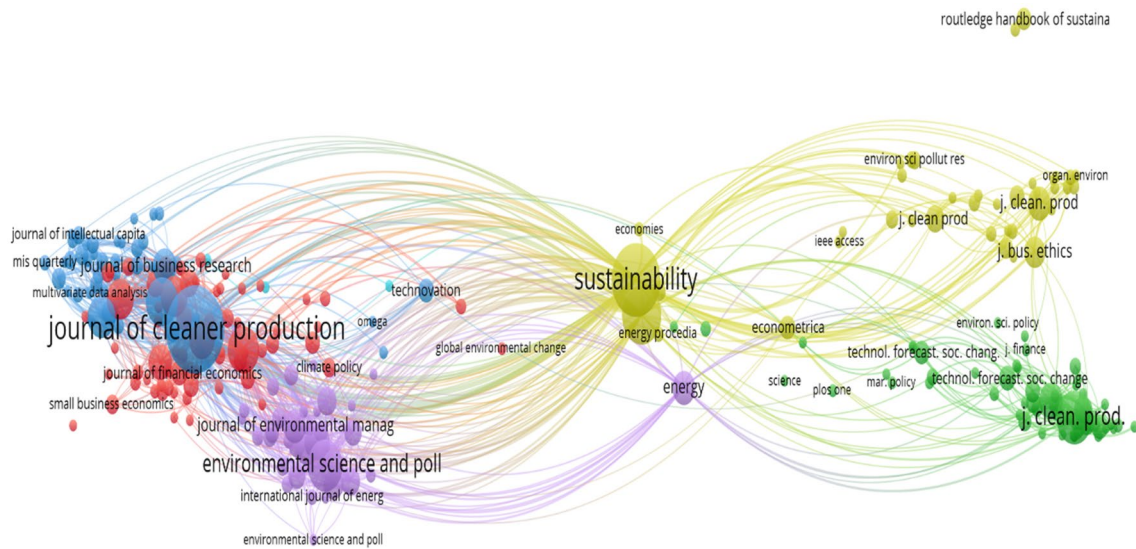 routledge handbook of sustaina
environ sci pollut res
organ. environ
j. clean. prod
j. clean prod
economies
ieee access
j. bus. ethics
journal of intellectual capita
mis quarterly
journal of business research
multivariate data analysis
technovation
sustainability
journal of cleaner production
omega
energy procedia
econometrica
environ. sci. policy
global environmental change
technol. forecast. soc. chang.
j. finance
climate policy
journal of financial economics
science
plos one
mar. policy
technol. forecast. soc. change
energy
small business economics
journal of environmental manag
j. clean. prod.
environmental science and poll
international journal of energ
environmental science and poll